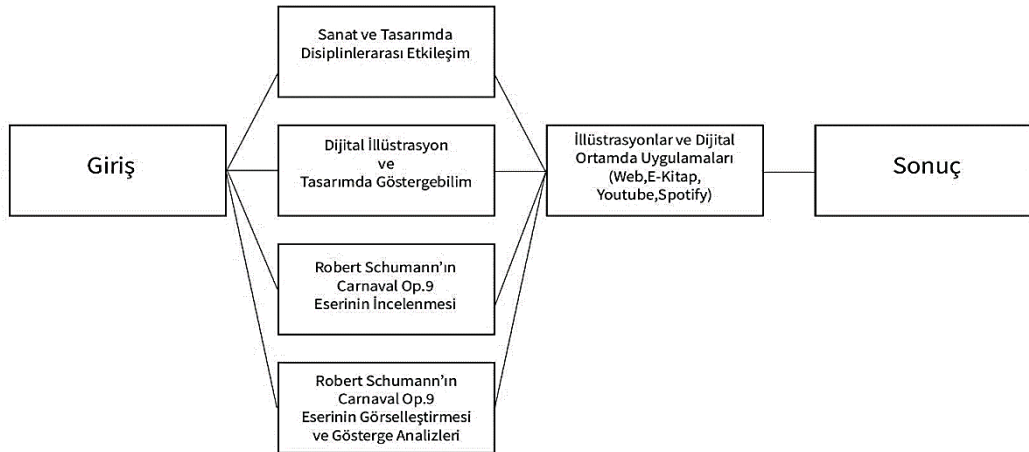 Giriş
Sanat ve Tasarımda
Disiplinlerarası Etkileşim
Dijital İllüstrasyon
ve
Tasarımda Göstergebilim
Robert Schumann'ın
Carnaval Op.9
Eserinin İncelenmesi
Robert Schumann'ın
Carnaval Op.9
Eserinin Görselleştirmesi
ve Gösterge Analizleri
İllüstrasyonlar ve Dijital
Ortamda Uygulamaları
(Web,E-Kitap,
Youtube,Spotify)
Sonuç